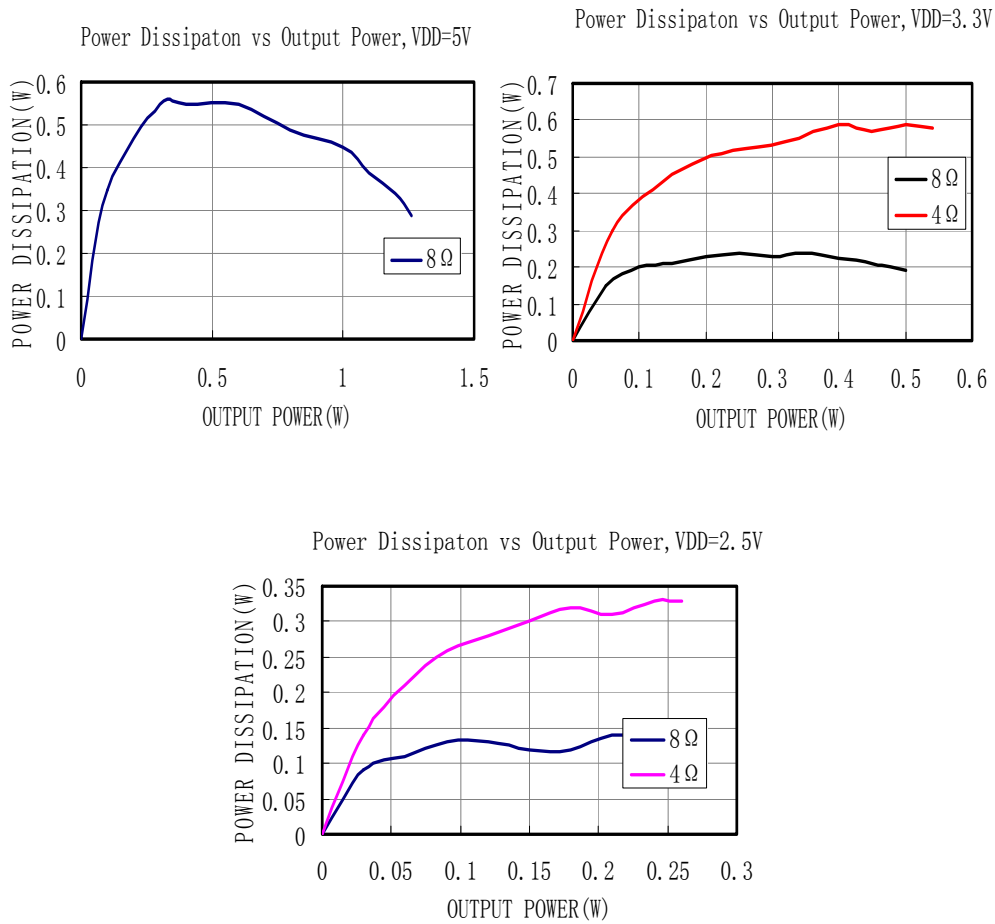 Power Dissipaton vs Output Power,VDD=5V
POWER DISSIPATION(W)
0.6
0.5
0.4
0.3
0.2
0.1
0
0 0.5 1 1.5
OUTPUT POWER(W)
8Ω
Power Dissipaton vs Output Power,VDD=3.3V
POWER DISSIPATION(W)
0.7
0.6
0.5
0.4
0.3
0.2
0.1
0
0 0.1 0.2 0.3 0.4 0.5 0.6
OUTPUT POWER(W)
8Ω
4Ω
Power Dissipaton vs Output Power,VDD=2.5V
POWER DISSIPATION(W)
0.35
0.3
0.25
0.2
0.15
0.1
0.05
0
0 0.05 0.1 0.15 0.2 0.25 0.3
OUTPUT POWER(W)
8Ω
4Ω